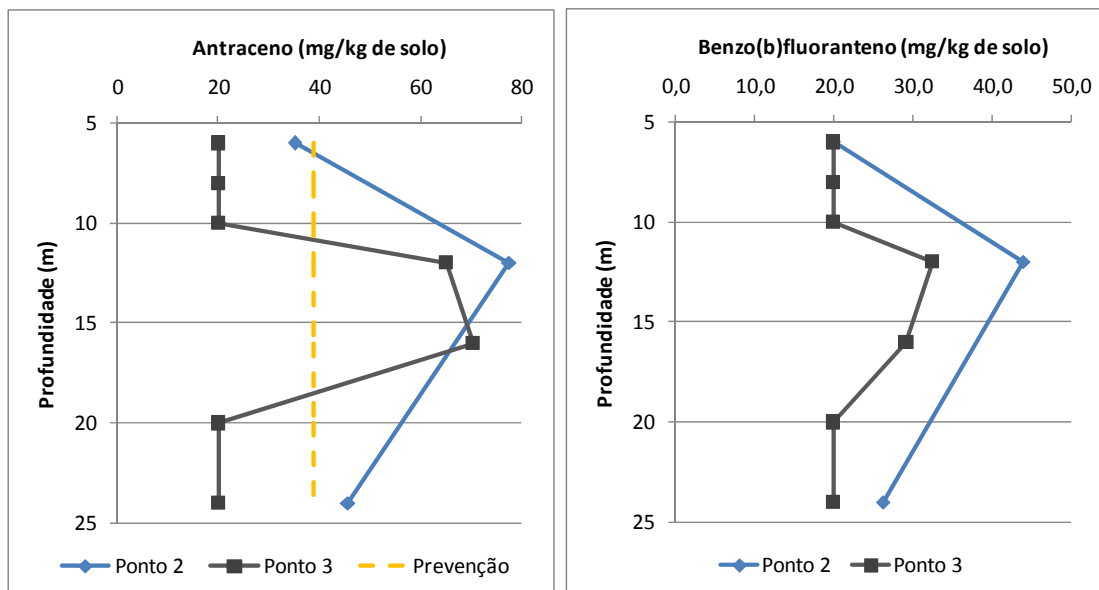 Antraceno (mg/kg de solo)
0 20 40 60 80
5
10
15
20
25
Profundidade (m)
Ponto 2 Ponto 3 Prevenção
Benzo(b)fluoranteno (mg/kg de solo)
0,0 10,0 20,0 30,0 40,0 50,0
5
10
15
20
25
Profundidade (m)
Ponto 2 Ponto 3